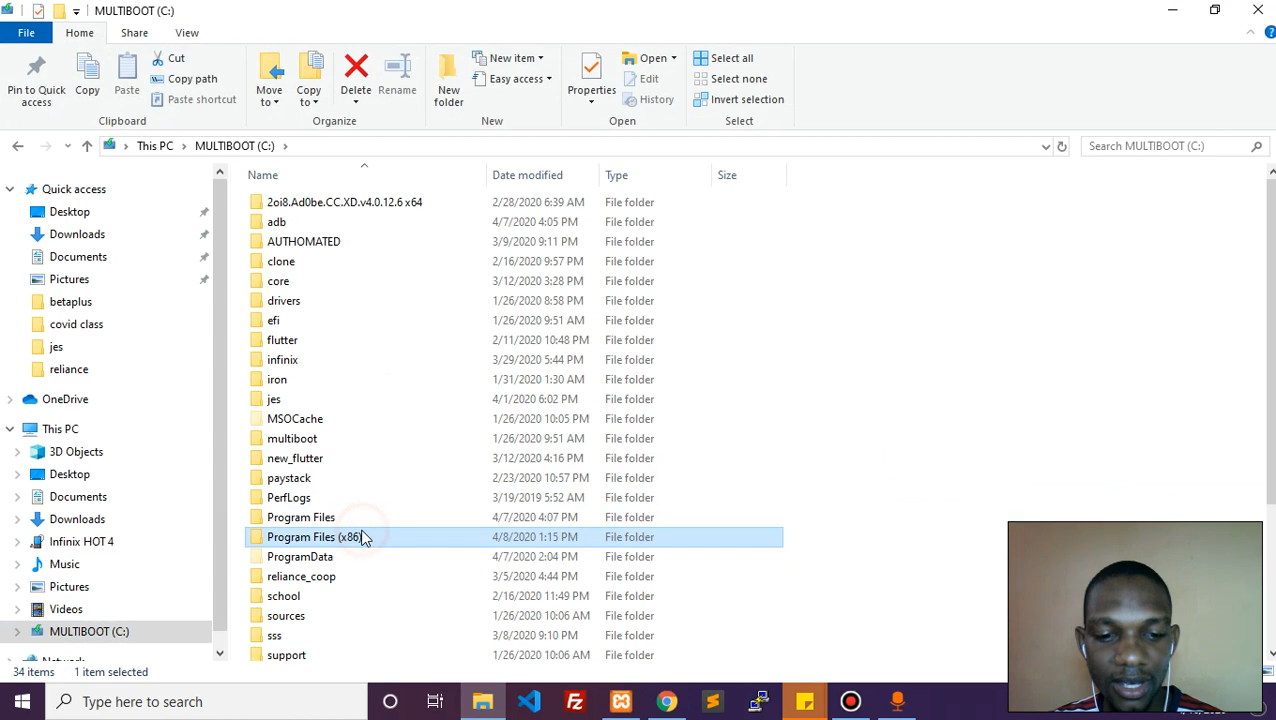 MULTIBOOT (C:)
File Home Share View
Pin to Quick access
Copy
Paste
Cut
Copy path
Paste shortcut
Clipboard
Move to
Copy to
Delete
Rename
Organize
New folder
New item
Easy access
New
Properties
Open
Edit
History
Open
Select all
Select none
Invert selection
Select
This PC MULTIBOOT (C:)
Search MULTIBOOT (C:)
Name Date modified Type Size
Quick access
Desktop
Downloads
Documents
Pictures
betaplus
covid class
jes
reliance
OneDrive
This PC
3D Objects
Desktop
Documents
Downloads
Infinix HOT 4
Music
Pictures
Videos
MULTIBOOT (C:)
2oi8.Ad0be.CC.XD.v4.0.12.6 x64 2/28/2020 6:39 AM File folder
adb 4/7/2020 4:05 PM File folder
AUTHOMATED 3/9/2020 9:11 PM File folder
clone 2/16/2020 9:57 PM File folder
core 3/12/2020 3:28 PM File folder
drivers 1/26/2020 8:58 PM File folder
efi 1/26/2020 9:51 AM File folder
flutter 2/11/2020 10:48 PM File folder
infinix 3/29/2020 5:44 PM File folder
iron 1/31/2020 1:30 AM File folder
jes 4/1/2020 6:02 PM File folder
MSOCache 1/26/2020 10:05 PM File folder
multiboot 1/26/2020 9:51 AM File folder
new_flutter 3/12/2020 4:16 PM File folder
paystack 2/23/2020 10:57 PM File folder
PerfLogs 3/19/2019 5:52 AM File folder
Program Files 4/7/2020 4:07 PM File folder
Program Files (x86) 4/8/2020 1:15 PM File folder
ProgramData 4/7/2020 2:04 PM File folder
reliance_coop 3/5/2020 4:44 PM File folder
school 2/16/2020 11:49 PM File folder
sources 1/26/2020 10:06 AM File folder
sss 3/8/2020 9:10 PM File folder
support 1/26/2020 10:06 AM File folder
34 items 1 item selected
Type here to search